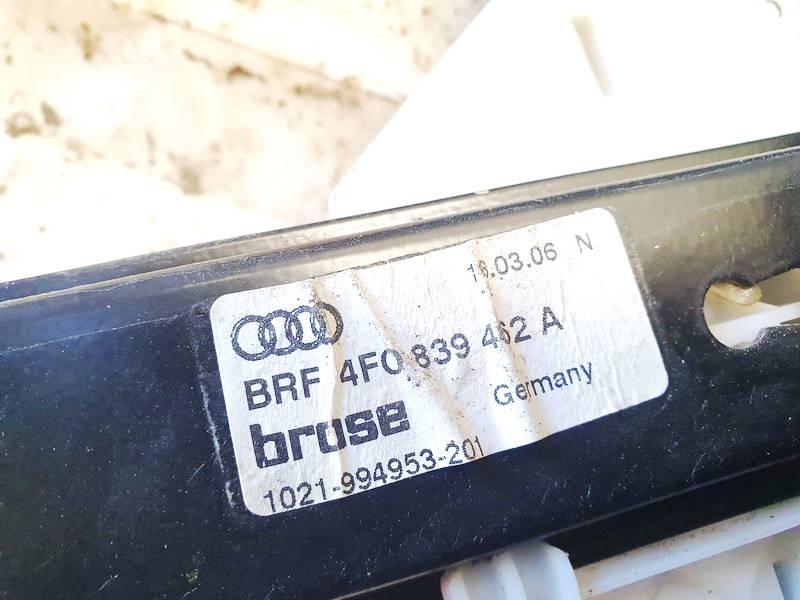 16.03.06 N
BRF 4F0 839 462 A
brose Germany
1021-994953-201